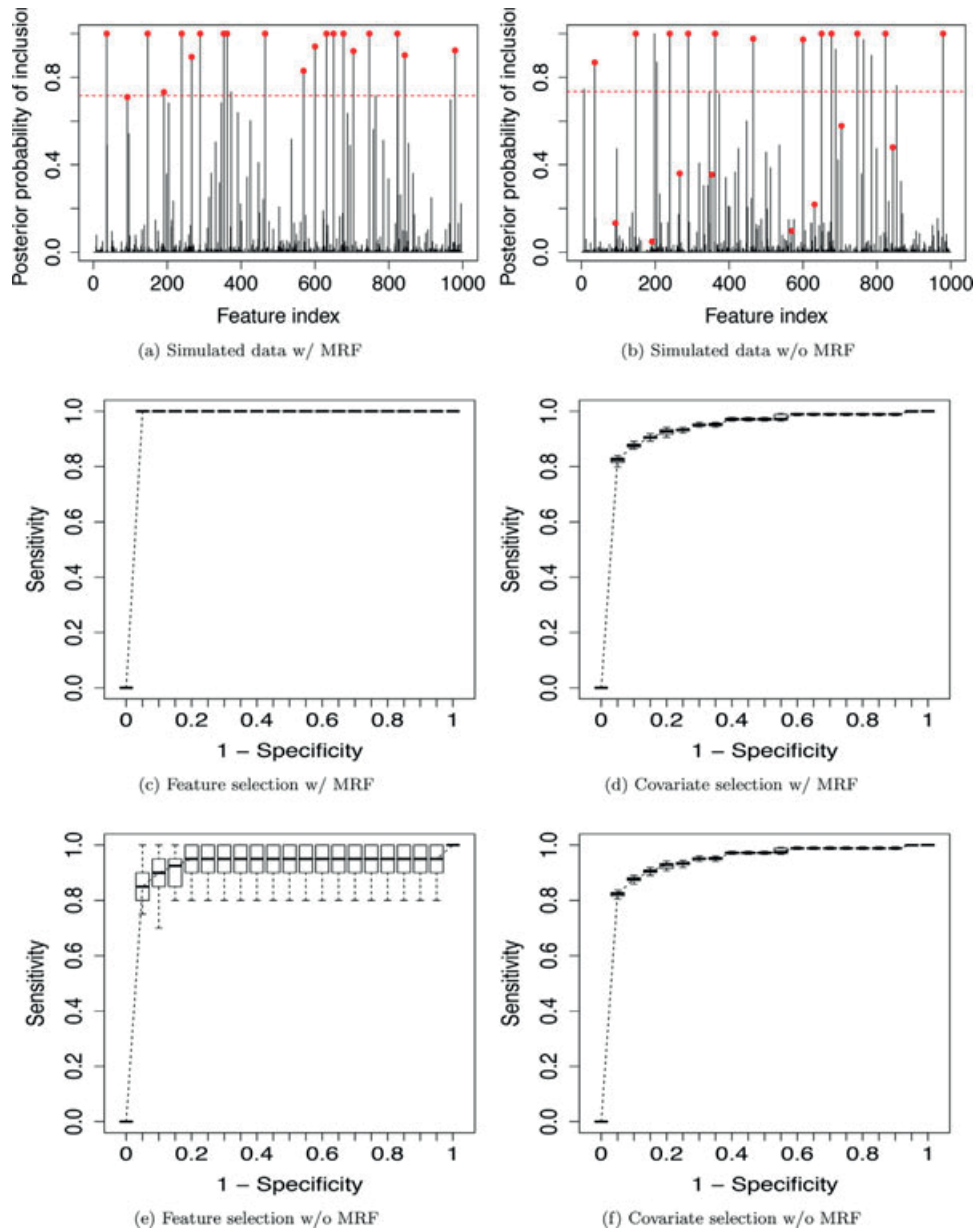 Posterior probability of inclusion
0.0 0.4 0.8
0 200 400 600 800 1000
Feature index
(a) Simulated data w/ MRF
Posterior probability of inclusion
0.0 0.4 0.8
0 200 400 600 800 1000
Feature index
(b) Simulated data w/o MRF
Sensitivity
0.0 0.2 0.4 0.6 0.8 1.0
0 0.2 0.4 0.6 0.8 1
1 − Specificity
(c) Feature selection w/ MRF
Sensitivity
0.0 0.2 0.4 0.6 0.8 1.0
0 0.2 0.4 0.6 0.8 1
1 − Specificity
(d) Covariate selection w/ MRF
Sensitivity
0.0 0.2 0.4 0.6 0.8 1.0
0 0.2 0.4 0.6 0.8 1
1 − Specificity
(e) Feature selection w/o MRF
Sensitivity
0.0 0.2 0.4 0.6 0.8 1.0
0 0.2 0.4 0.6 0.8 1
1 − Specificity
(f) Covariate selection w/o MRF